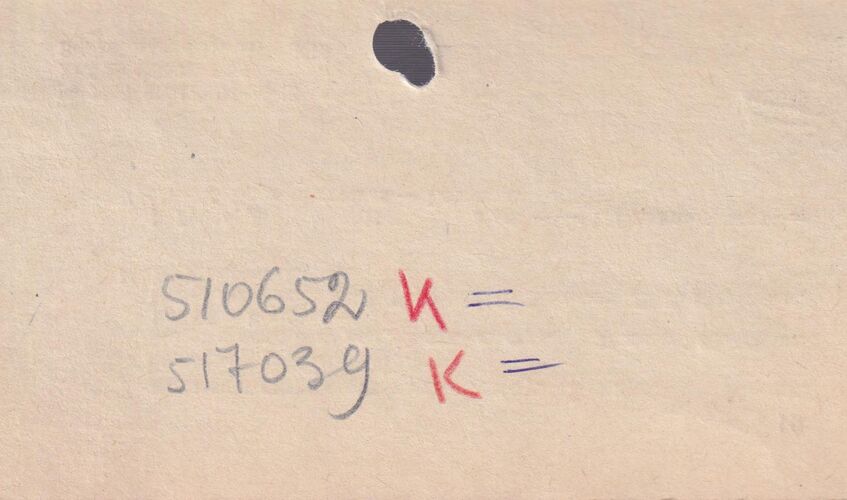 510652 K =
517039 K =